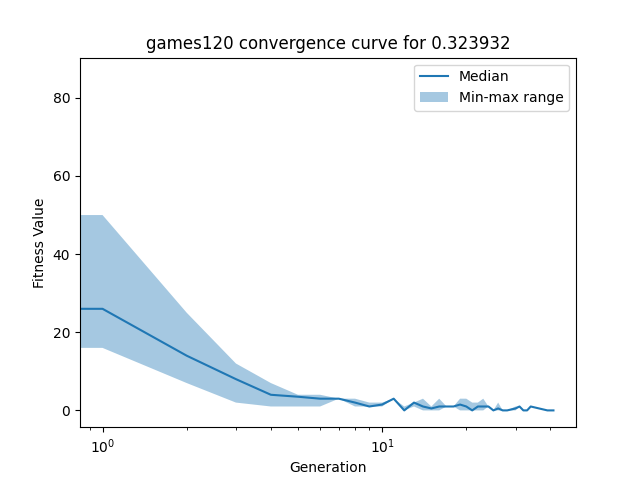 games120 convergence curve for 0.323932
Median
Min-max range
80
60
40
20
0
Fitness Value
10⁰
10¹
Generation